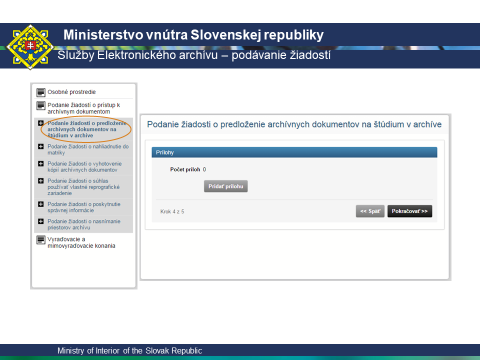 Ministerstvo vnútra Slovenskej republiky
Služby Elektronického archívu – podávanie žiadostí
Osobné prostredie
Podanie žiadosti o prístup k
archívnym dokumentom
Podanie žiadosti o predloženie
archívnych dokumentov na
štúdium v archíve
Podanie žiadosti o nahliadnutie do
matriky
Podanie žiadosti o vyhotovenie
kópií archívnych dokumentov
Podanie žiadosti o súhlas
používať vlastné reprografické
zariadenie
Podanie žiadosti o poskytnutie
správnej informácie
Podanie žiadosti o nasnímanie
priestorov archívu
Vyraďovacie a
mimovyraďovacie konania
Podanie žiadosti o predloženie archívnych dokumentov na štúdium v archíve
Prílohy
Počet príloh 0
Pridať prílohu
Krok 4 z 5
<< Späť
Pokračovať >>
Ministry of Interior of the Slovak Republic